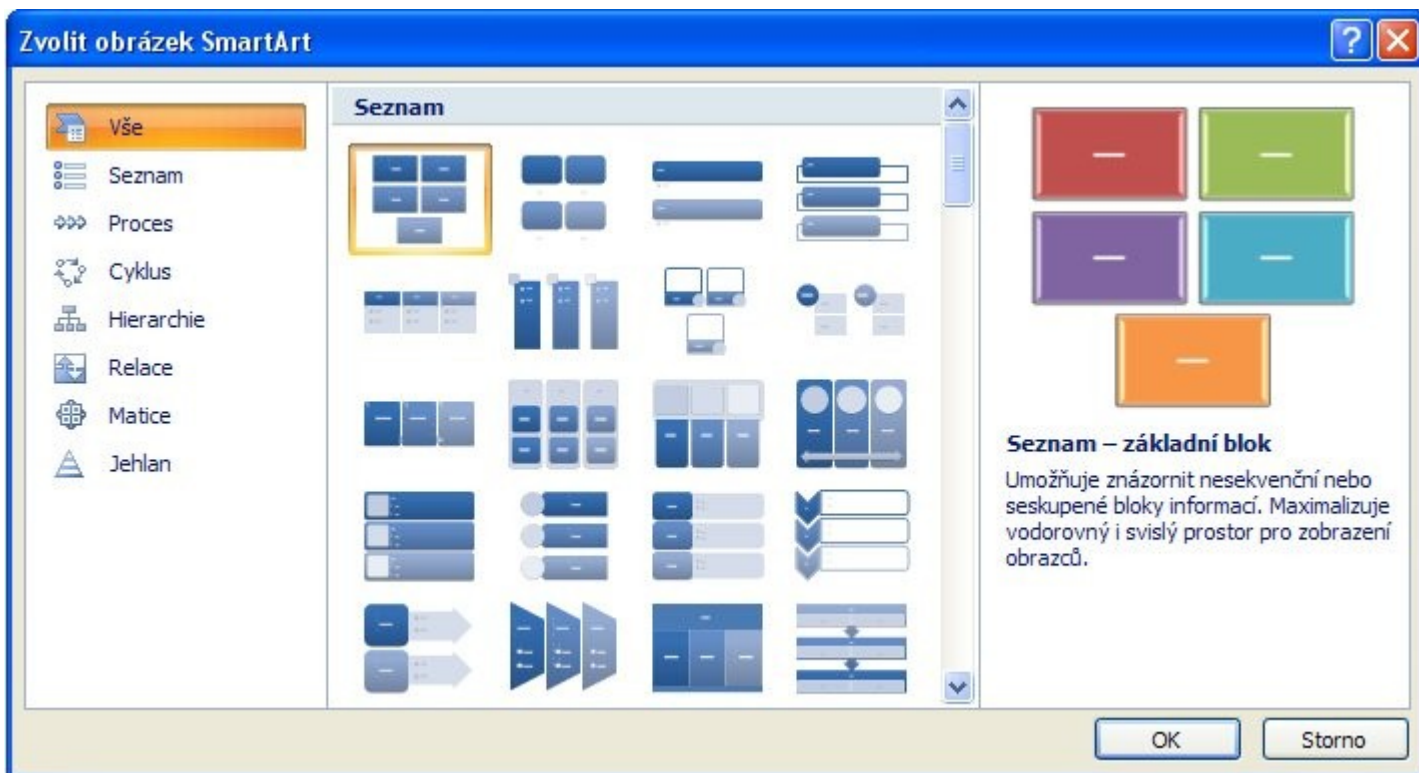 Zvolit obrázek SmartArt
Vše
Seznam
Proces
Cyklus
Hierarchie
Relace
Matice
Jehlan
Seznam
Seznam – základní blok
Umožňuje znázornit nesekvenční nebo
seskupené bloky informací. Maximalizuje
vodorovný i svislý prostor pro zobrazení
obrazců.
OK
Storno